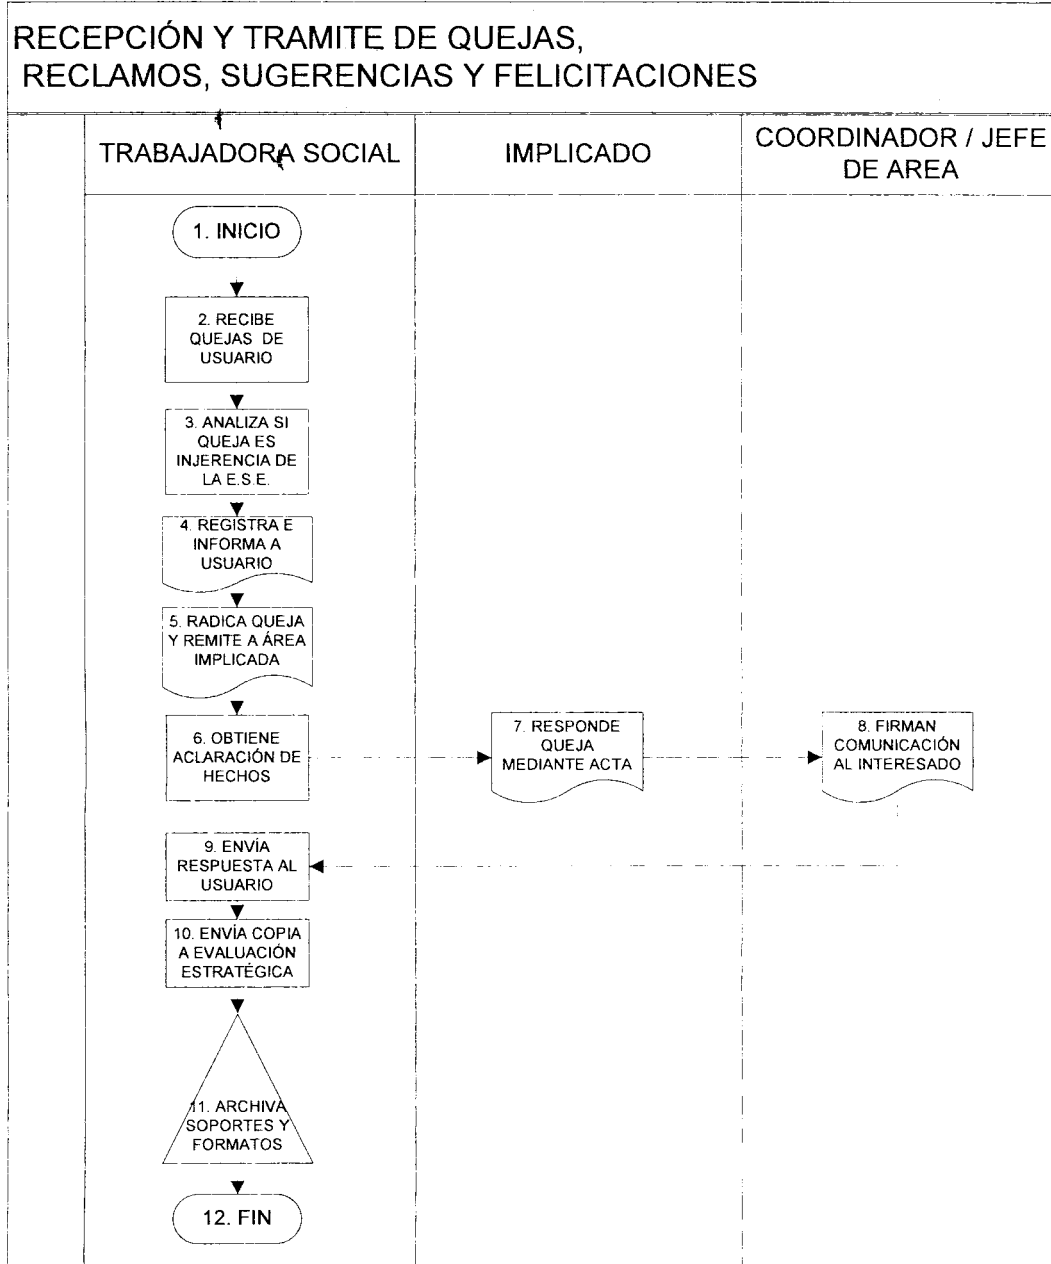 RECEPCIÓN Y TRAMITE DE QUEJAS,
RECLAMOS, SUGERENCIAS Y FELICITACIONES
TRABAJADORA SOCIAL
IMPLICADO
COORDINADOR / JEFE
DE AREA
1. INICIO
2. RECIBE
QUEJAS DE
USUARIO
3. ANALIZA SI
QUEJA ES
INJERENCIA DE
LA E.S.E.
4. REGISTRA E
INFORMA A
USUARIO
5. RADICA QUEJA
Y REMITE A ÁREA
IMPLICADA
6. OBTIENE
ACLARACIÓN DE
HECHOS
7. RESPONDE
QUEJA
MEDIANTE ACTA
8. FIRMAN
COMUNICACIÓN
AL INTERESADO
9. ENVÍA
RESPUESTA AL
USUARIO
10. ENVÍA COPIA
A EVALUACIÓN
ESTRATÉGICA
11. ARCHIVA
SOPORTES Y
FORMATOS
12. FIN